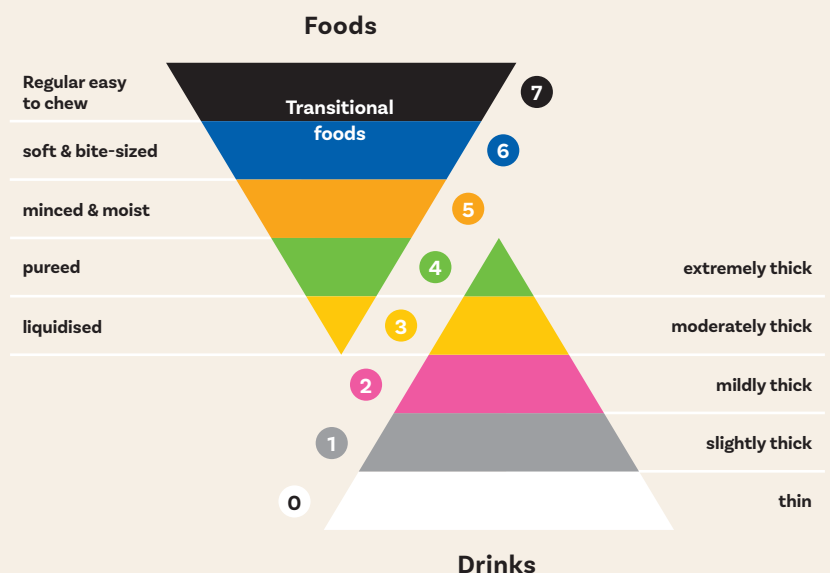 Foods
Regular easy
to chew
7
Transitional
foods
soft & bite-sized
6
minced & moist
5
pureed
4
extremely thick
liquidised
3
moderately thick
2
mildly thick
1
slightly thick
0
thin
Drinks